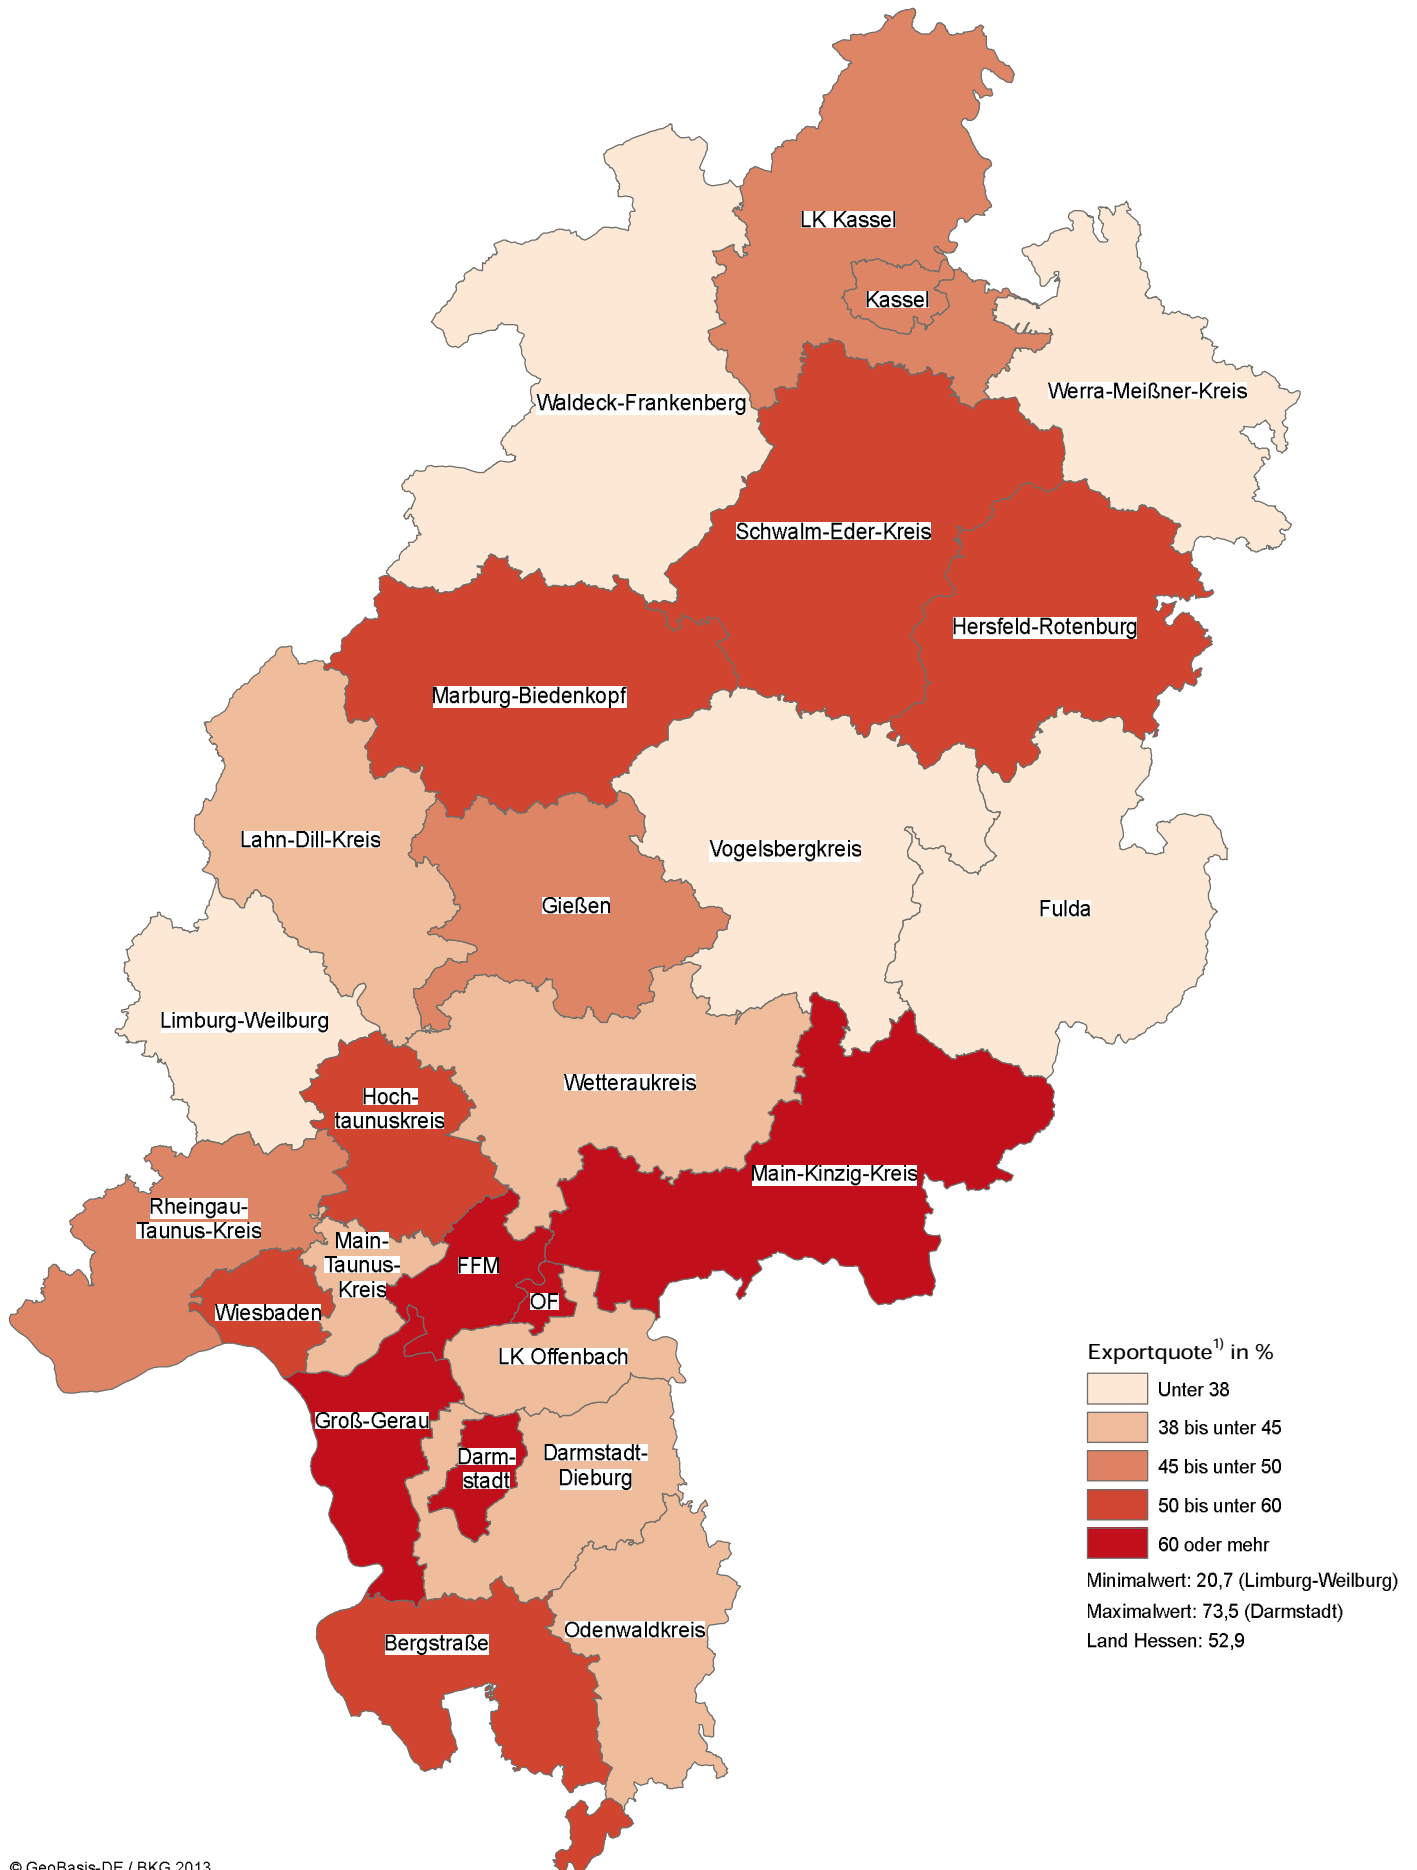 LK Kassel
Kassel
Waldeck-Frankenberg
Werra-Meißner-Kreis
Schwalm-Eder-Kreis
Hersfeld-Rotenburg
Marburg-Biedenkopf
Lahn-Dill-Kreis
Vogelsbergkreis
Gießen
Fulda
Limburg-Weilburg
Wetteraukreis
Hoch-
taunuskreis
Main-Kinzig-Kreis
Rheingau-
Taunus-Kreis
Main-
Taunus-
Kreis
FFM
OF
Wiesbaden
LK Offenbach
Groß-Gerau
Darm-
stadt
Darmstadt-
Dieburg
Odenwaldkreis
Bergstraße
Exportquote1) in %
Unter 38
38 bis unter 45
45 bis unter 50
50 bis unter 60
60 oder mehr
Minimalwert: 20,7 (Limburg-Weilburg)
Maximalwert: 73,5 (Darmstadt)
Land Hessen: 52,9
© GeoBasis-DE / BKG 2013